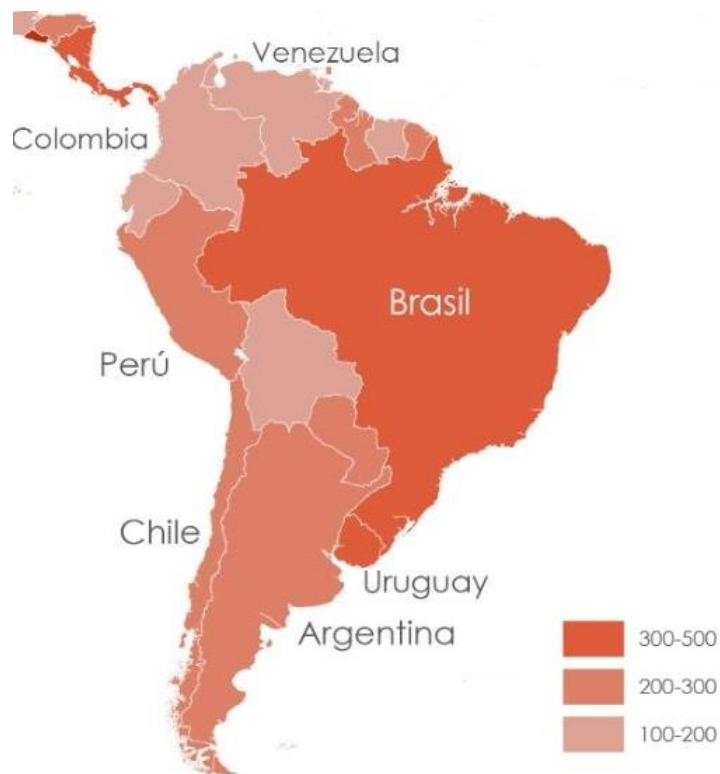 Venezuela
Colombia
Brasil
Perú
Chile
Uruguay
Argentina
300-500
200-300
100-200